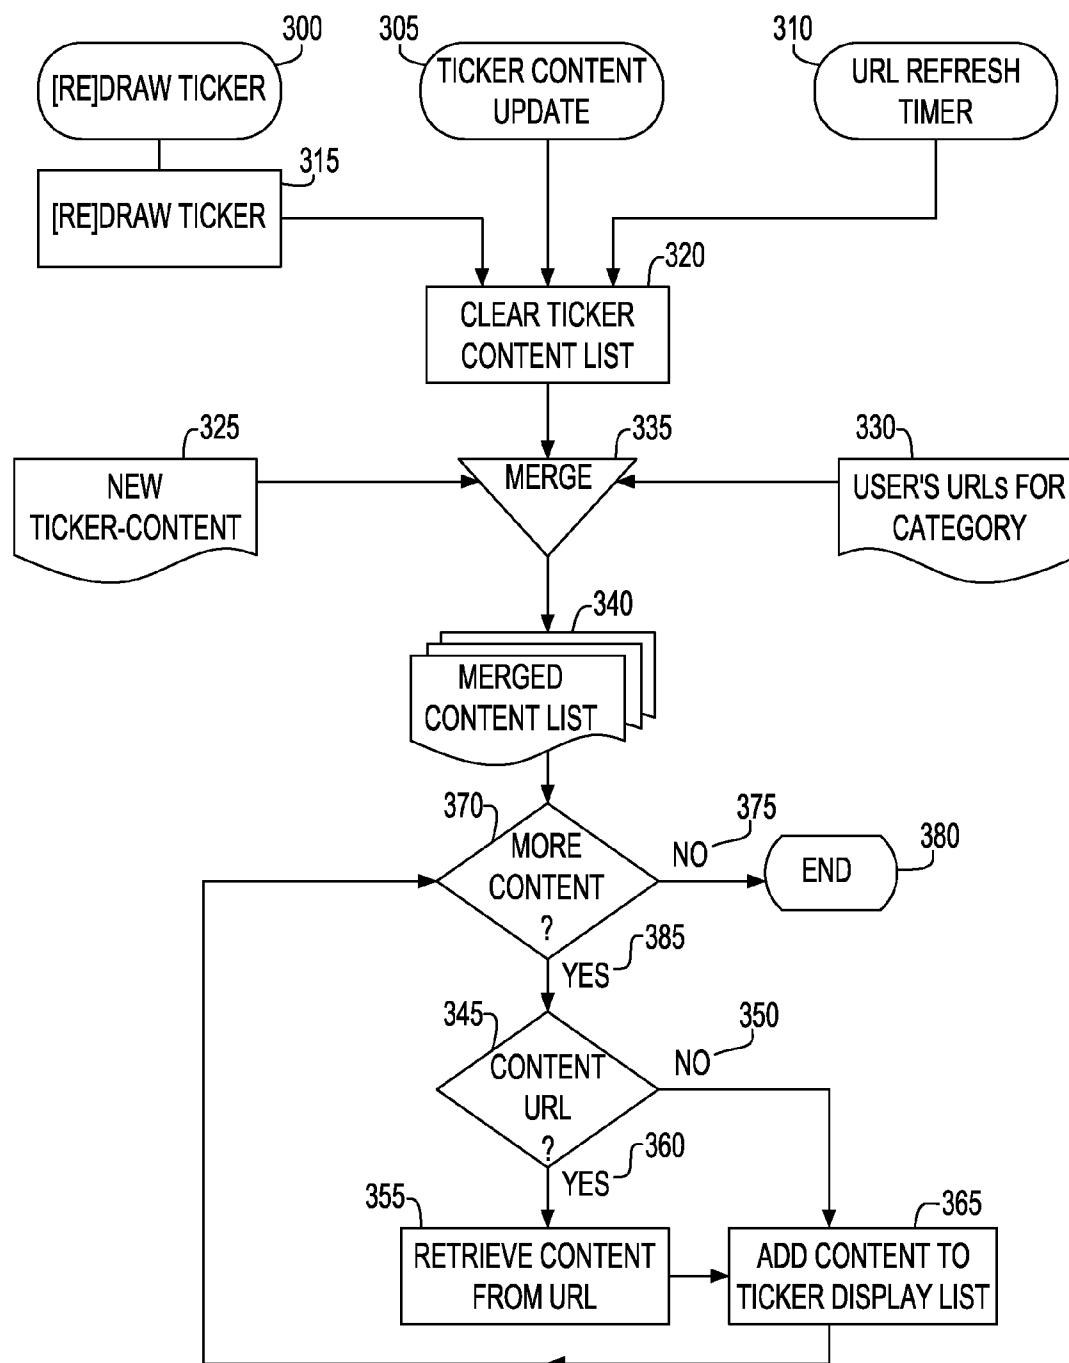 300
305
310
[RE]DRAW TICKER
TICKER CONTENT
UPDATE
URL REFRESH
TIMER
315
[RE]DRAW TICKER
320
CLEAR TICKER
CONTENT LIST
325
335
330
NEW
TICKER-CONTENT
MERGE
USER'S URLs FOR
CATEGORY
340
MERGED
CONTENT LIST
370
MORE
CONTENT
?
375
NO
END
380
YES
385
345
CONTENT
URL
?
350
NO
YES
360
355
RETRIEVE CONTENT
FROM URL
365
ADD CONTENT TO
TICKER DISPLAY LIST